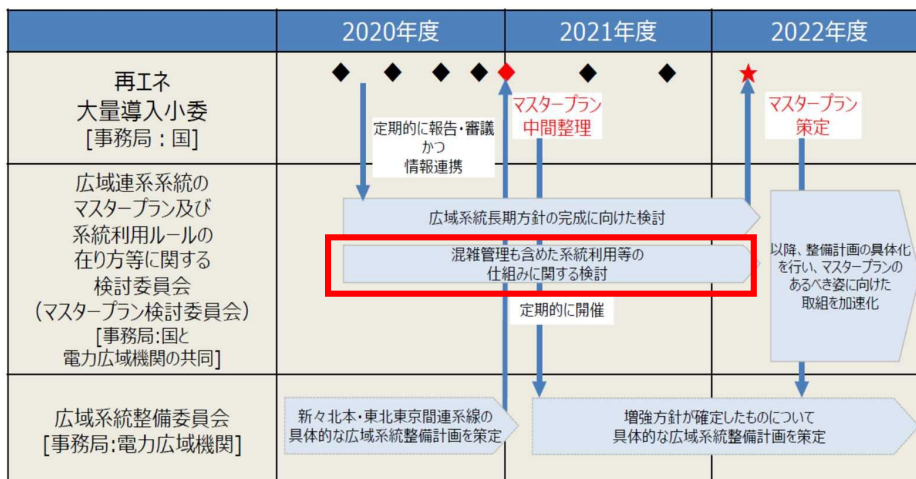 2020年度
2021年度
2022年度
再エネ
大量導入小委
[事務局：国]
定期的に報告・審議
かつ
情報連携
マスタープラン
中間整理
マスタープラン
策定
広域連系系統の
マスタープラン及び
系統利用ルールの
在り方等に関する
検討委員会
（マスタープラン検討委員会）
[事務局:国と
電力広域機関の共同]
広域系統長期方針の完成に向けた検討
混雑管理も含めた系統利用等の
仕組みに関する検討
定期的に開催
以降、整備計画の具体化
を行い、マスタープランの
あるべき姿に向けた
取組を加速化
広域系統整備委員会
[事務局:電力広域機関]
新々北本・東北東京間連系線の
具体的な広域系統整備計画を策定
増強方針が確定したものについて
具体的な広域系統整備計画を策定